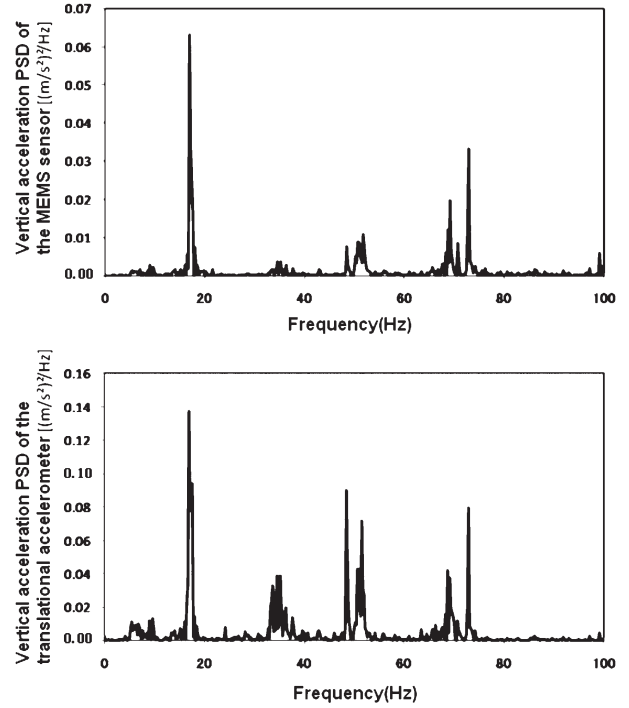 Vertical acceleration PSD of
the MEMS sensor [(m/s²)²/Hz]
0.07
0.06
0.05
0.04
0.03
0.02
0.01
0.00
0 20 40 60 80 100
Frequency(Hz)
Vertical acceleration PSD of the
translational accelerometer [(m/s²)²/Hz]
0.16
0.14
0.12
0.10
0.08
0.06
0.04
0.02
0.00
0 20 40 60 80 100
Frequency(Hz)